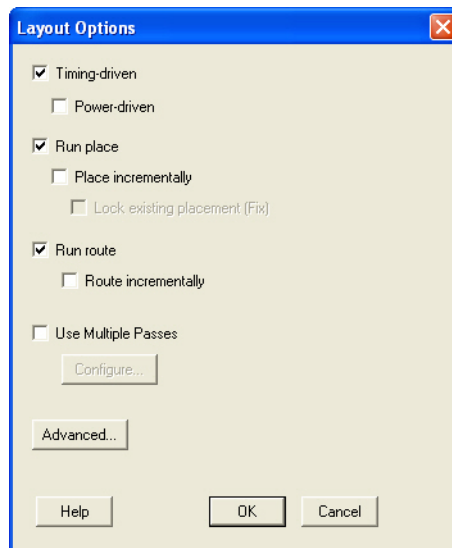 Layout Options
Timing-driven
Power-driven
Run place
Place incrementally
Lock existing placement (Fix)
Run route
Route incrementally
Use Multiple Passes
Configure...
Advanced...
Help OK Cancel